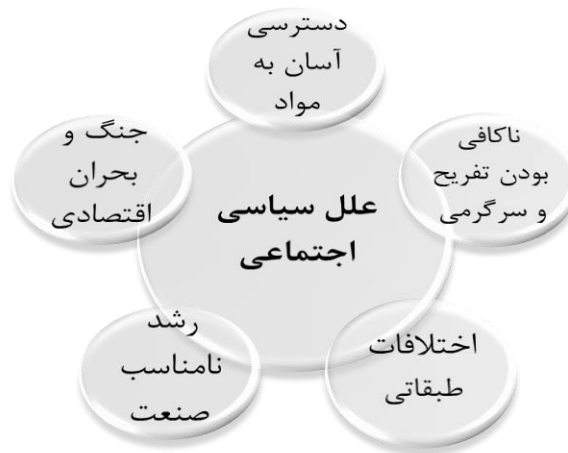 دسترسی
آسان به
مواد
ناکافی
بودن تفریح
و سرگرمی
اختلافات
طبقاتی
رشد
نامناسب
صنعت
جنگ و
بحران
اقتصادی
علل سیاسی
اجتماعی